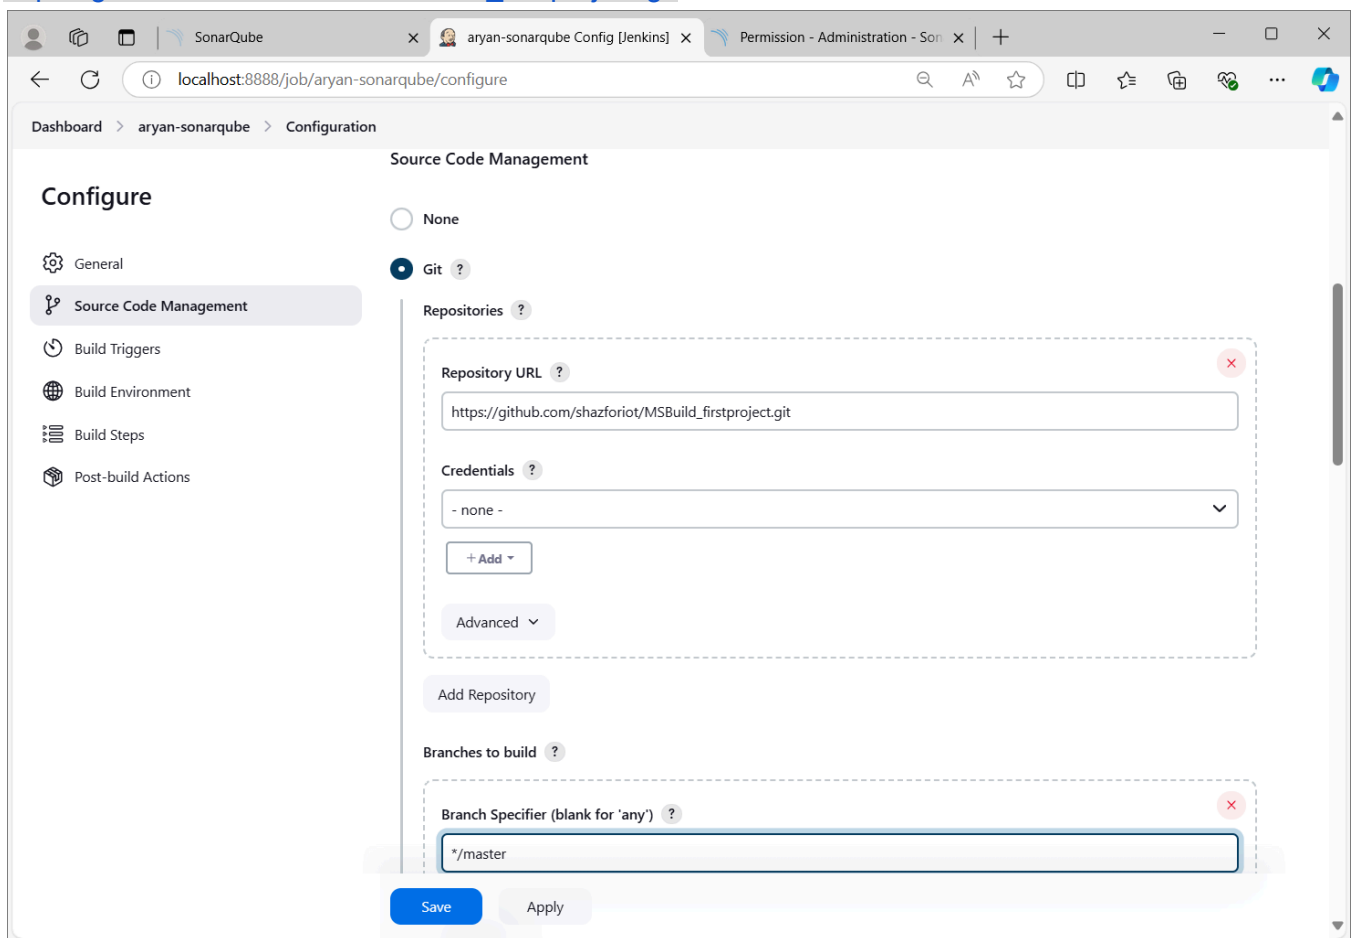 SonarQube
aryan-sonarqube Config [Jenkins]
Permission - Administration - Son
localhost:8888/job/aryan-sonarqube/configure
Dashboard > aryan-sonarqube > Configuration
Source Code Management
Configure
None
General
Git ?
Source Code Management
Repositories ?
Build Triggers
Repository URL ?
Build Environment
https://github.com/shazforiot/MSBuild_firstproject.git
Build Steps
Credentials ?
Post-build Actions
- none -
+ Add
Advanced
Add Repository
Branches to build ?
Branch Specifier (blank for 'any') ?
*/master
Save
Apply